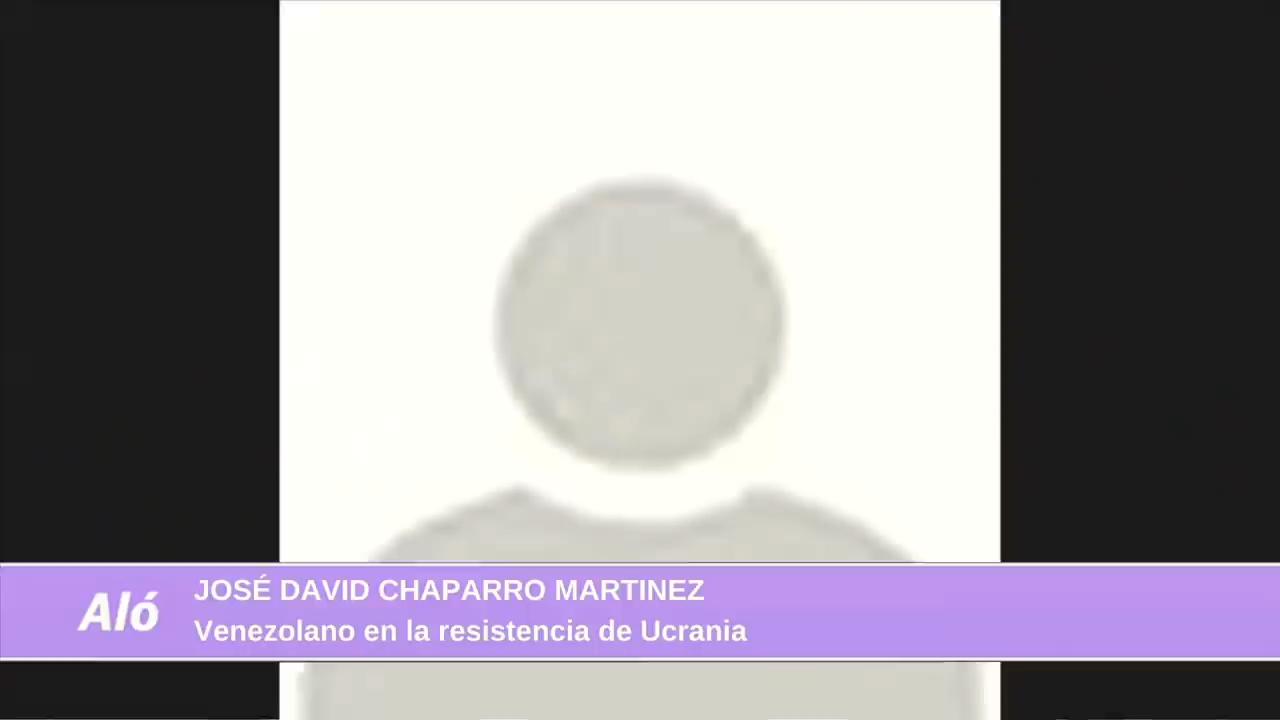 Aló
JOSÉ DAVID CHAPARRO MARTINEZ
Venezolano en la resistencia de Ucrania